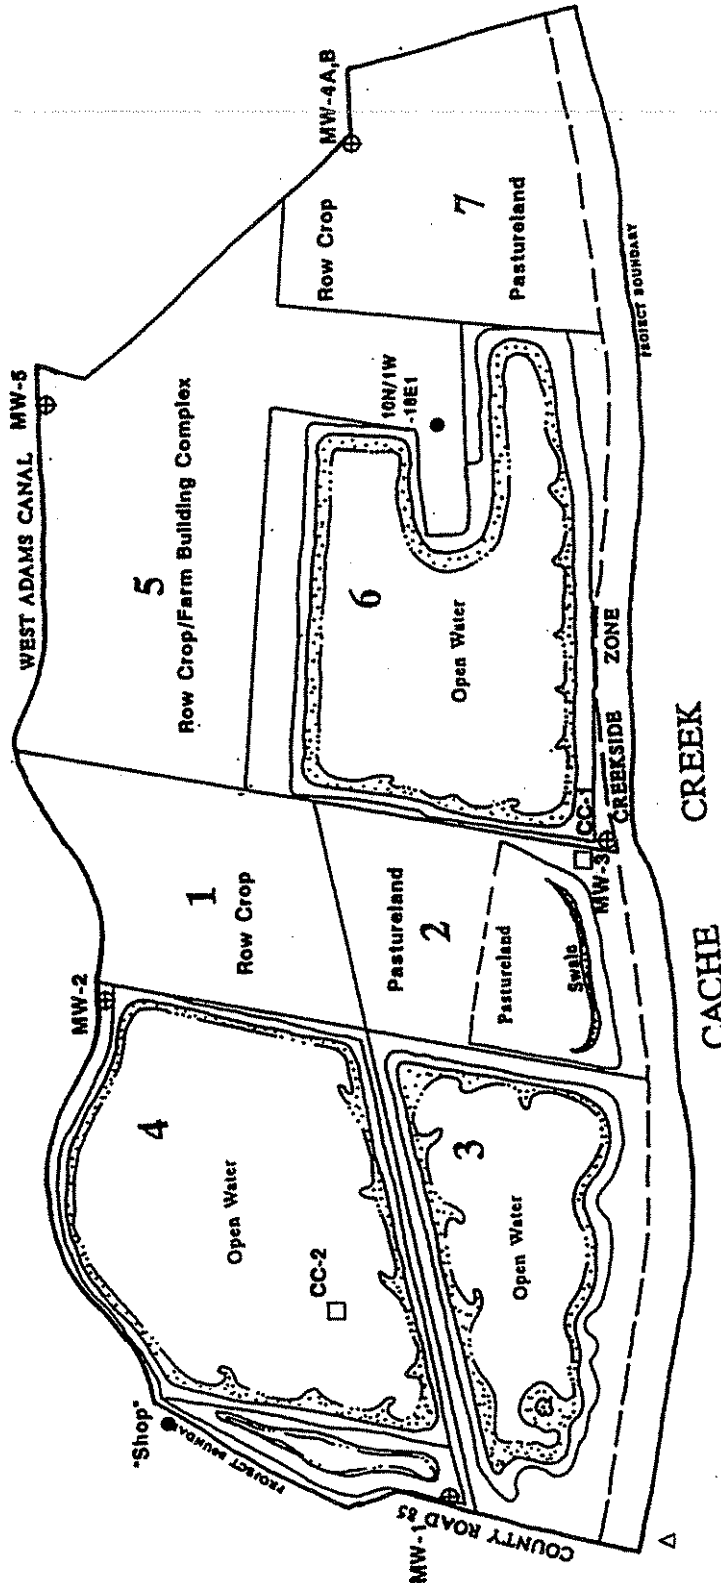 WEST ADAMS CANAL
MW-5
MW-2
MW-4A,B
"Shop"
PROJECT BOUNDA
COUNTY ROAD 85
MW-1
4
Open Water
CC-2
3
Open Water
1
Row Crop
Pastureland
2
Pastureland
Swale
MW-3
CC-1
5
Row Crop/Farm Building Complex
6
Open Water
10N/1W
-18E1
Row Crop
7
Pastureland
PROJECT BOUNDARY
CREEKSIDE ZONE
CACHE CREEK